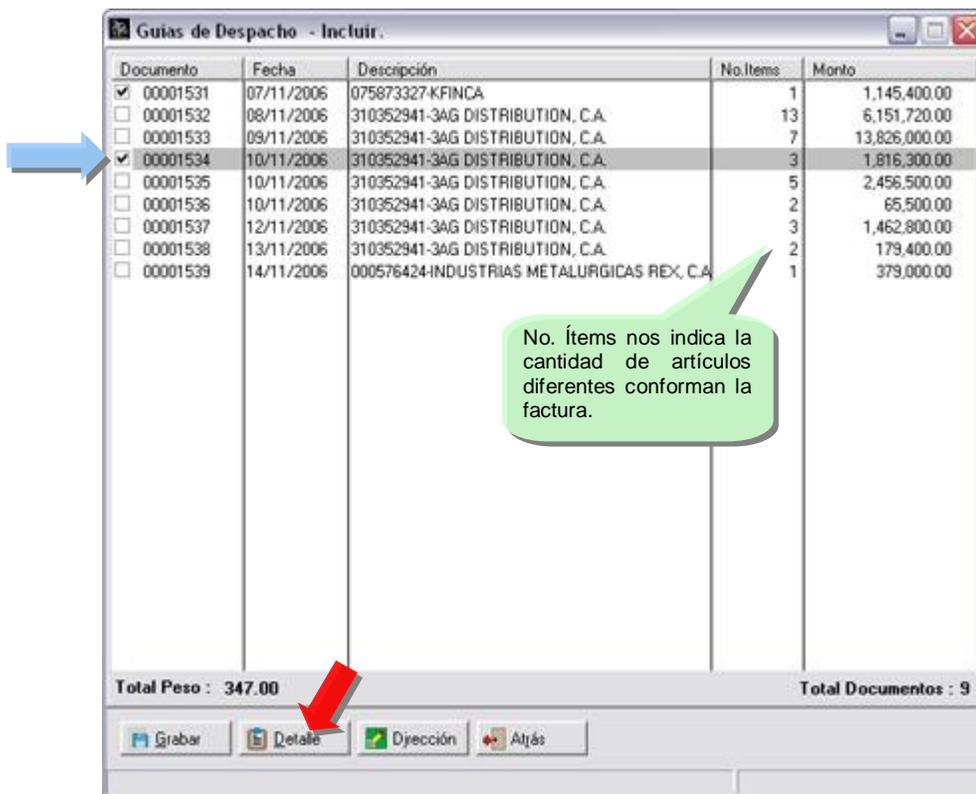 Guias de Despacho - Incluir.
Documento Fecha Descripción No.Items Monto
00001531 07/11/2006 075873327-KFINCA 1 1,145,400.00
00001532 08/11/2006 310352941-3AG DISTRIBUTION, C.A. 13 6,151,720.00
00001533 09/11/2006 310352941-3AG DISTRIBUTION, C.A. 7 13,826,000.00
00001534 10/11/2006 310352941-3AG DISTRIBUTION, C.A. 3 1,816,300.00
00001535 10/11/2006 310352941-3AG DISTRIBUTION, C.A. 5 2,456,500.00
00001536 10/11/2006 310352941-3AG DISTRIBUTION, C.A. 2 65,500.00
00001537 12/11/2006 310352941-3AG DISTRIBUTION, C.A. 3 1,462,800.00
00001538 13/11/2006 310352941-3AG DISTRIBUTION, C.A. 2 179,400.00
00001539 14/11/2006 000576424-INDUSTRIAS METALURGICAS REX, C.A 1 379,000.00
No. Ítems nos indica la
cantidad de artículos
diferentes conforman la
factura.
Total Peso : 347.00 Total Documentos : 9
Grabar Detalle Dirección Atrás